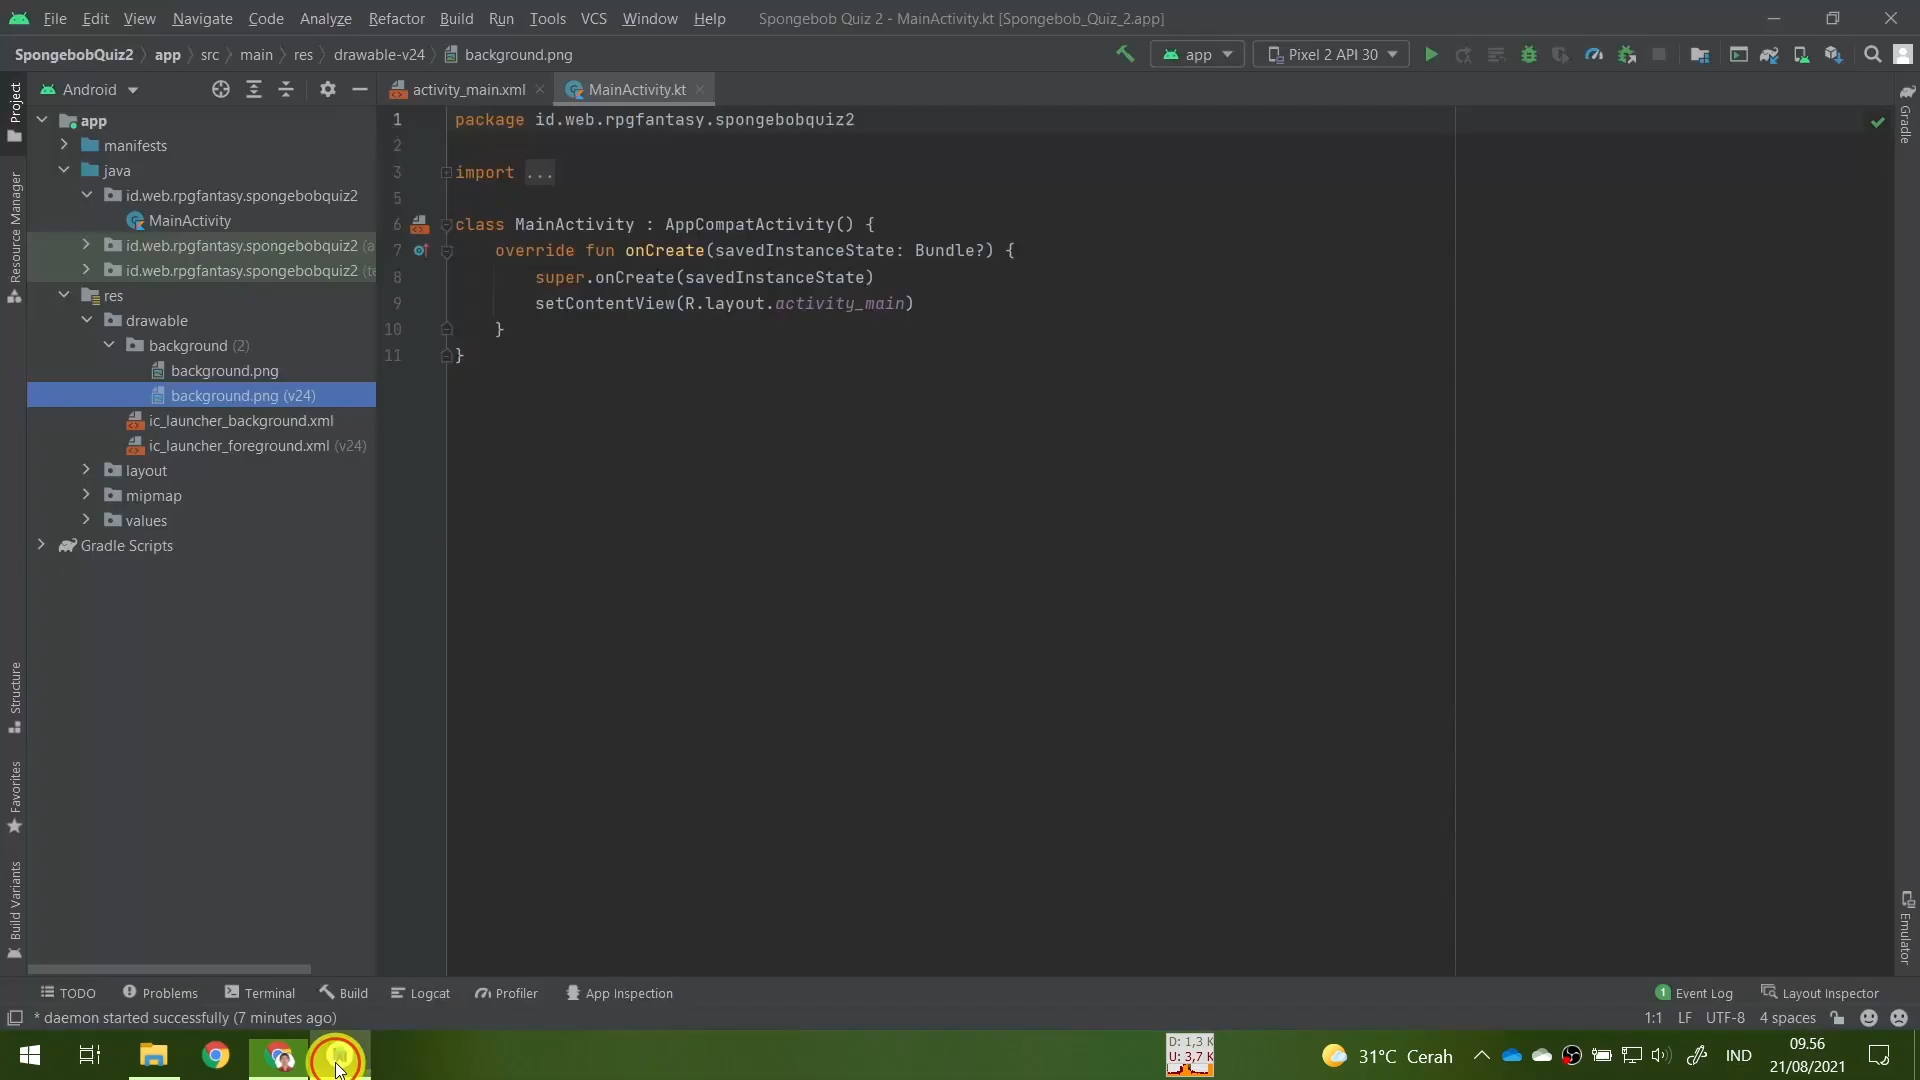 File Edit View Navigate Code Analyze Refactor Build Run Tools VCS Window Help Spongebob Quiz 2 - MainActivity.kt [Spongebob_Quiz_2.app]
SpongebobQuiz2 app src main res drawable-v24 background.png app Pixel 2 API 30
Android activity_main.xml MainActivity.kt
Project
Resource Manager
Structure
Favorites
Build Variants
app
manifests
java
id.web.rpgfantasy.spongebobquiz2
MainActivity
id.web.rpgfantasy.spongebobquiz2 (a
id.web.rpgfantasy.spongebobquiz2 (te
res
drawable
background (2)
background.png
background.png (v24)
ic_launcher_background.xml
ic_launcher_foreground.xml (v24)
layout
mipmap
values
Gradle Scripts
1 package id.web.rpgfantasy.spongebobquiz2
2
3 import ...
5
6 class MainActivity : AppCompatActivity() {
7 override fun onCreate(savedInstanceState: Bundle?) {
8 super.onCreate(savedInstanceState)
9 setContentView(R.layout.activity_main)
10 }
11 }
Gradle
Emulator
TODO Problems Terminal Build Logcat Profiler App Inspection 1 Event Log Layout Inspector
* daemon started successfully (7 minutes ago) 1:1 LF UTF-8 4 spaces
D: 1,3 K
U: 3,7 K
31°C Cerah IND
09.56
21/08/2021